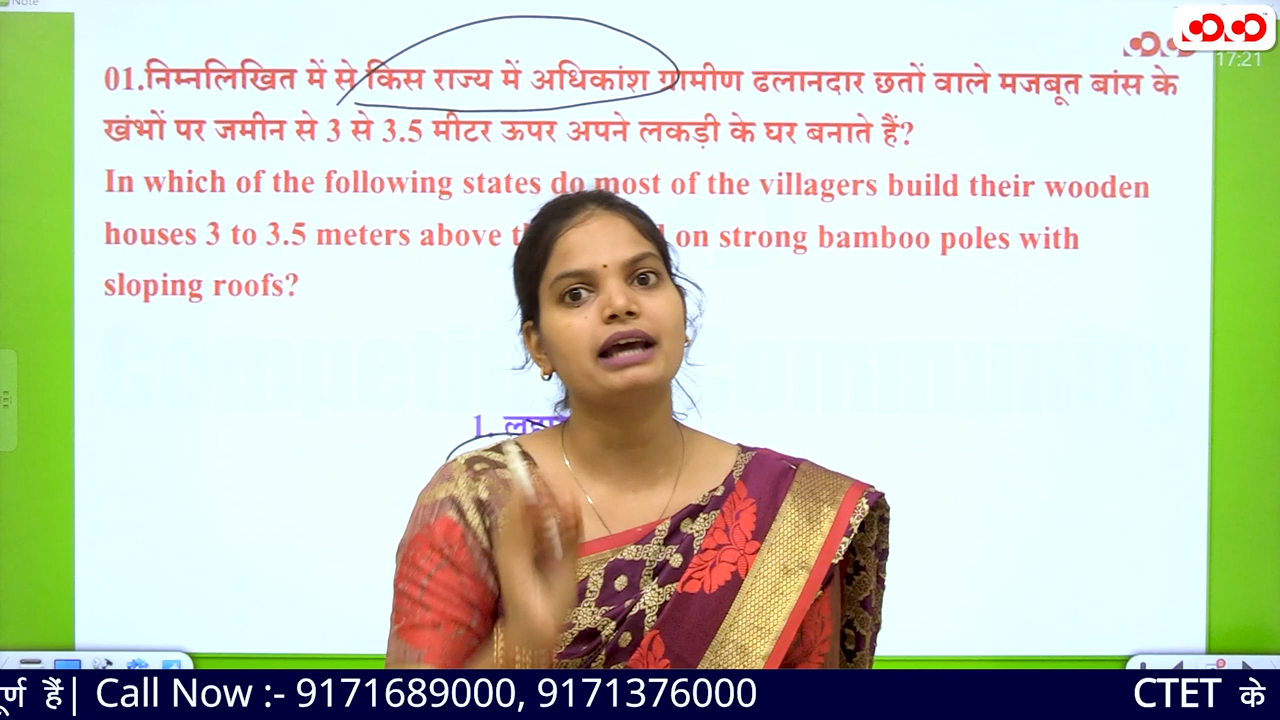 Note
17:21
01.निम्नलिखित में से किस राज्य में अधिकांश ग्रामीण ढलानदार छतों वाले मजबूत बांस के
खंभों पर जमीन से 3 से 3.5 मीटर ऊपर अपने लकड़ी के घर बनाते हैं?
In which of the following states do most of the villagers build their wooden
houses 3 to 3.5 meters above on strong bamboo poles with
sloping roofs?
1.
हैं| Call Now :- 9171689000, 9171376000 CTET के